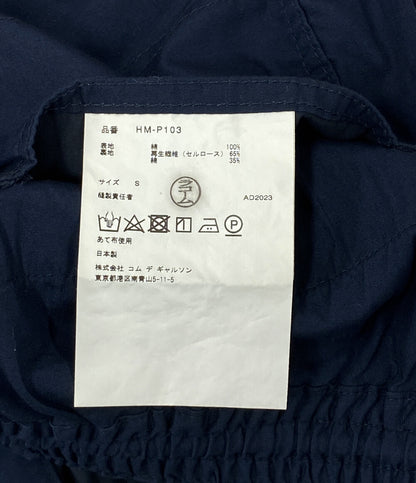 品番 HM-P103
表地 綿 100%
裏地 再生繊維(セルロース) 65%
綿 35%
サイズ S
縫製責任者 AD2023
あて布使用
日本製
株式会社 コム デ ギャルソン
東京都港区南青山5-11-5